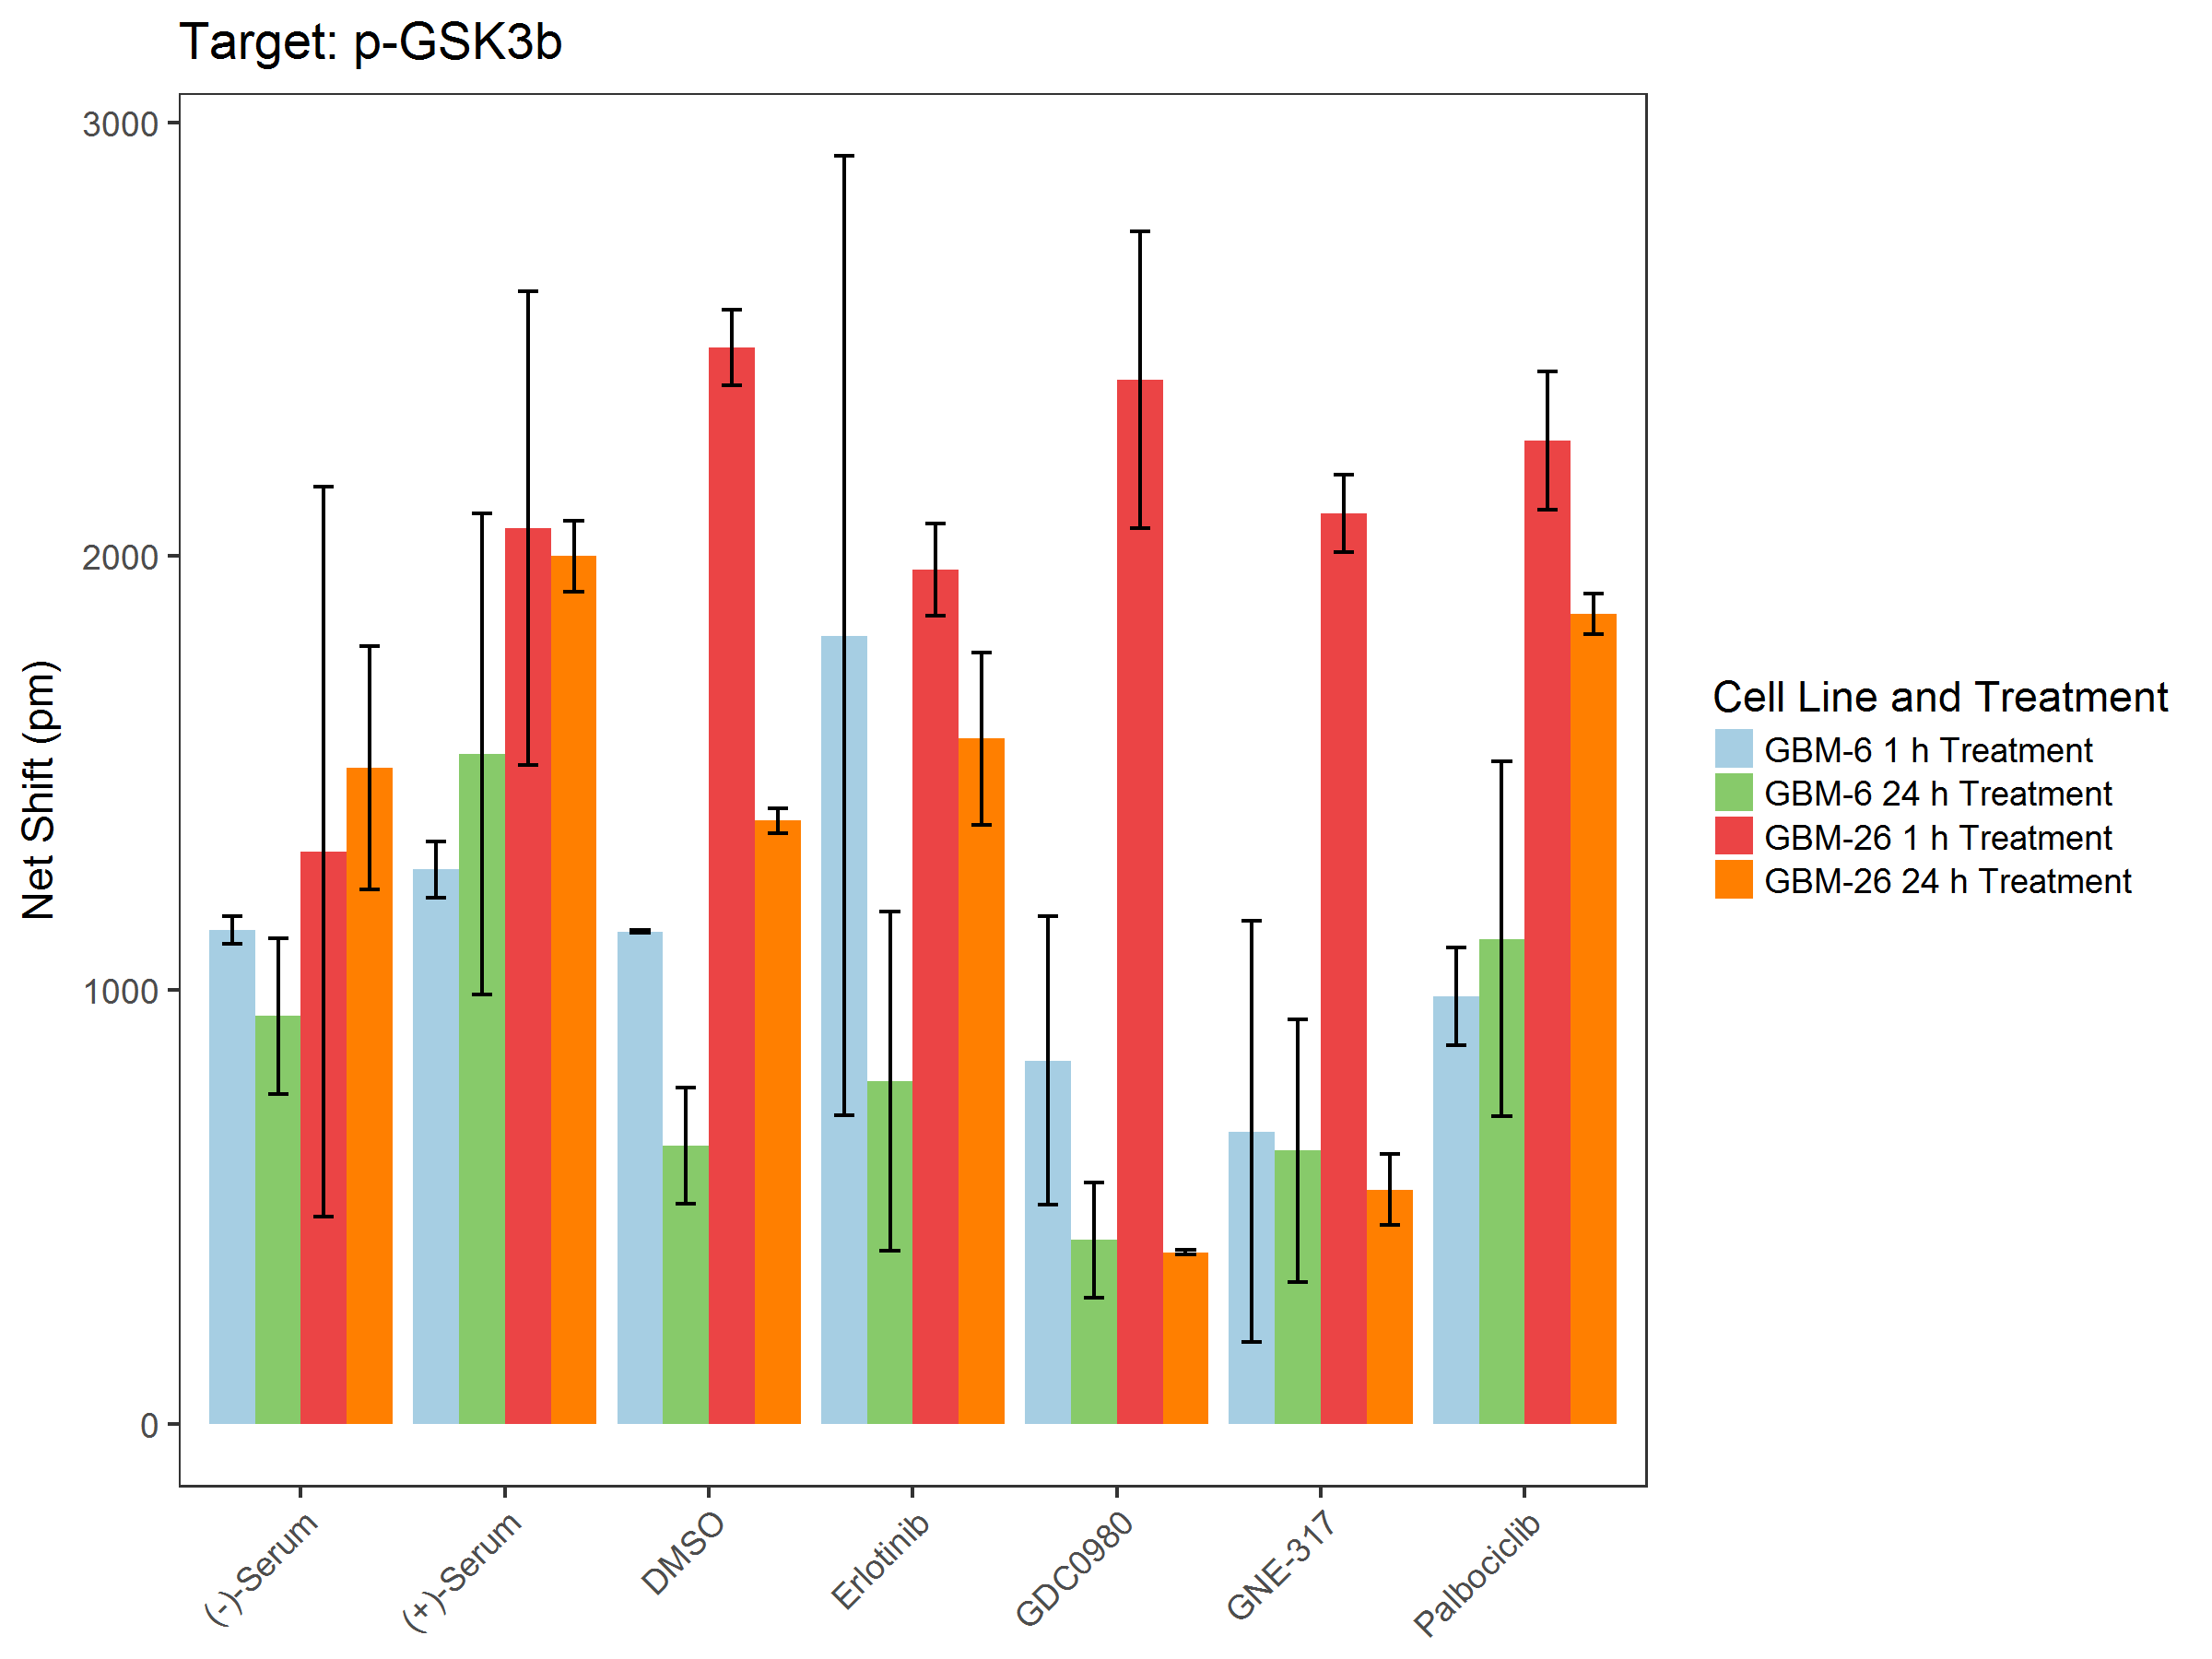 Target: p-GSK3b
3000
2000
1000
0
Net Shift (pm)
(-)-Serum
(+)-Serum
DMSO
Erlotinib
GDC0980
GNE-317
Palbociclib
Cell Line and Treatment
GBM-6 1 h Treatment
GBM-6 24 h Treatment
GBM-26 1 h Treatment
GBM-26 24 h Treatment